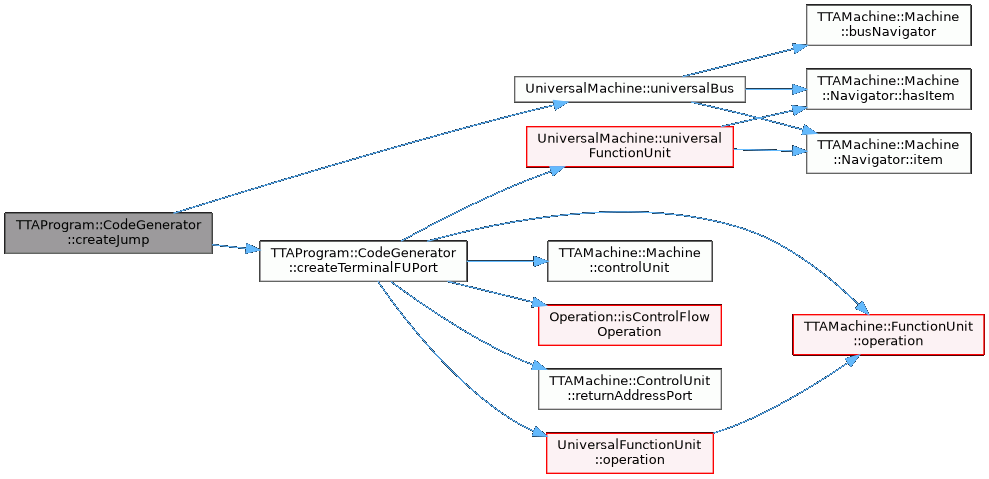 TTAMachine::Machine
::busNavigator
UniversalMachine::universalBus
TTAMachine::Machine
::Navigator::hasItem
UniversalMachine::universal
FunctionUnit
TTAMachine::Machine
::Navigator::item
TTAProgram::CodeGenerator
::createJump
TTAProgram::CodeGenerator
::createTerminalFUPort
TTAMachine::Machine
::controlUnit
Operation::isControlFlow
Operation
TTAMachine::FunctionUnit
::operation
TTAMachine::ControlUnit
::returnAddressPort
UniversalFunctionUnit
::operation